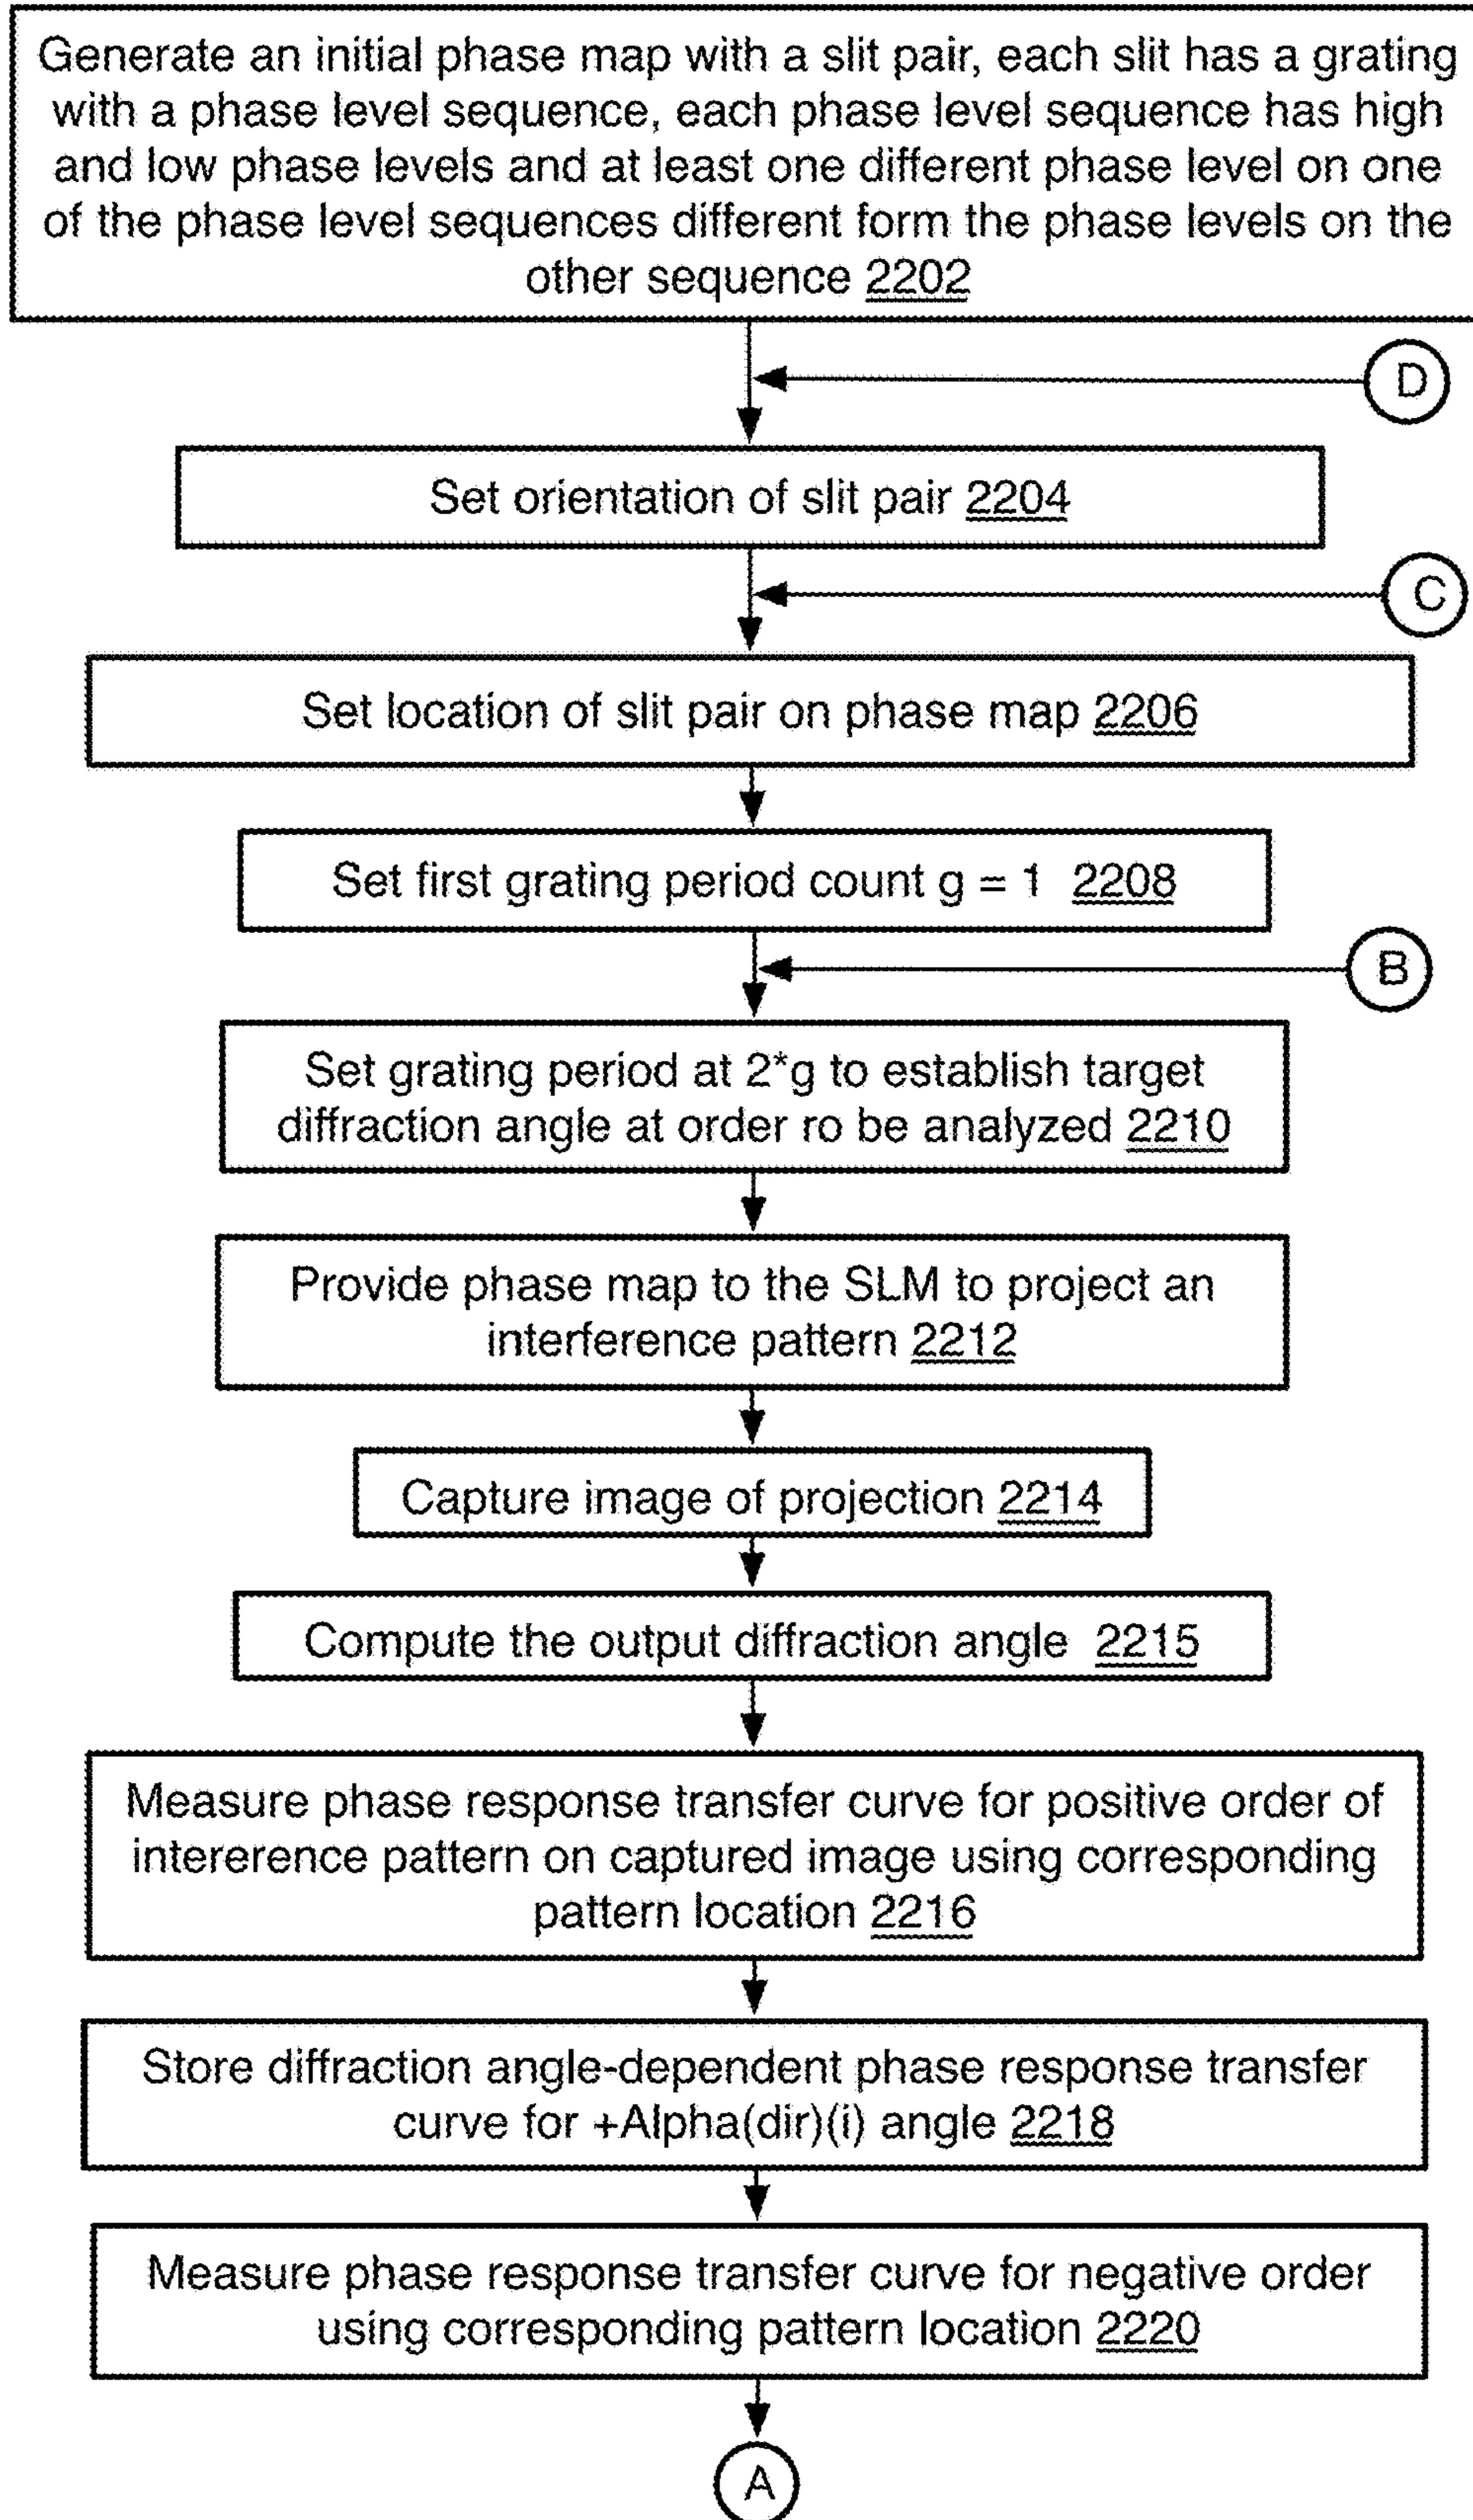 Generate an initial phase map with a slit pair, each slit has a grating
with a phase level sequence, each phase level sequence has high
and low phase levels and at least one different phase level on one
of the phase level sequences different form the phase levels on the
other sequence 2202
D
Set orientation of slit pair 2204
C
Set location of slit pair on phase map 2206
Set first grating period count g = 1 2208
B
Set grating period at 2*g to establish target
diffraction angle at order ro be analyzed 2210
Provide phase map to the SLM to project an
interference pattern 2212
Capture image of projection 2214
Compute the output diffraction angle 2215
Measure phase response transfer curve for positive order of
intererence pattern on captured image using corresponding
pattern location 2216
Store diffraction angle-dependent phase response transfer
curve for +Alpha(dir)(i) angle 2218
Measure phase response transfer curve for negative order
using corresponding pattern location 2220
A